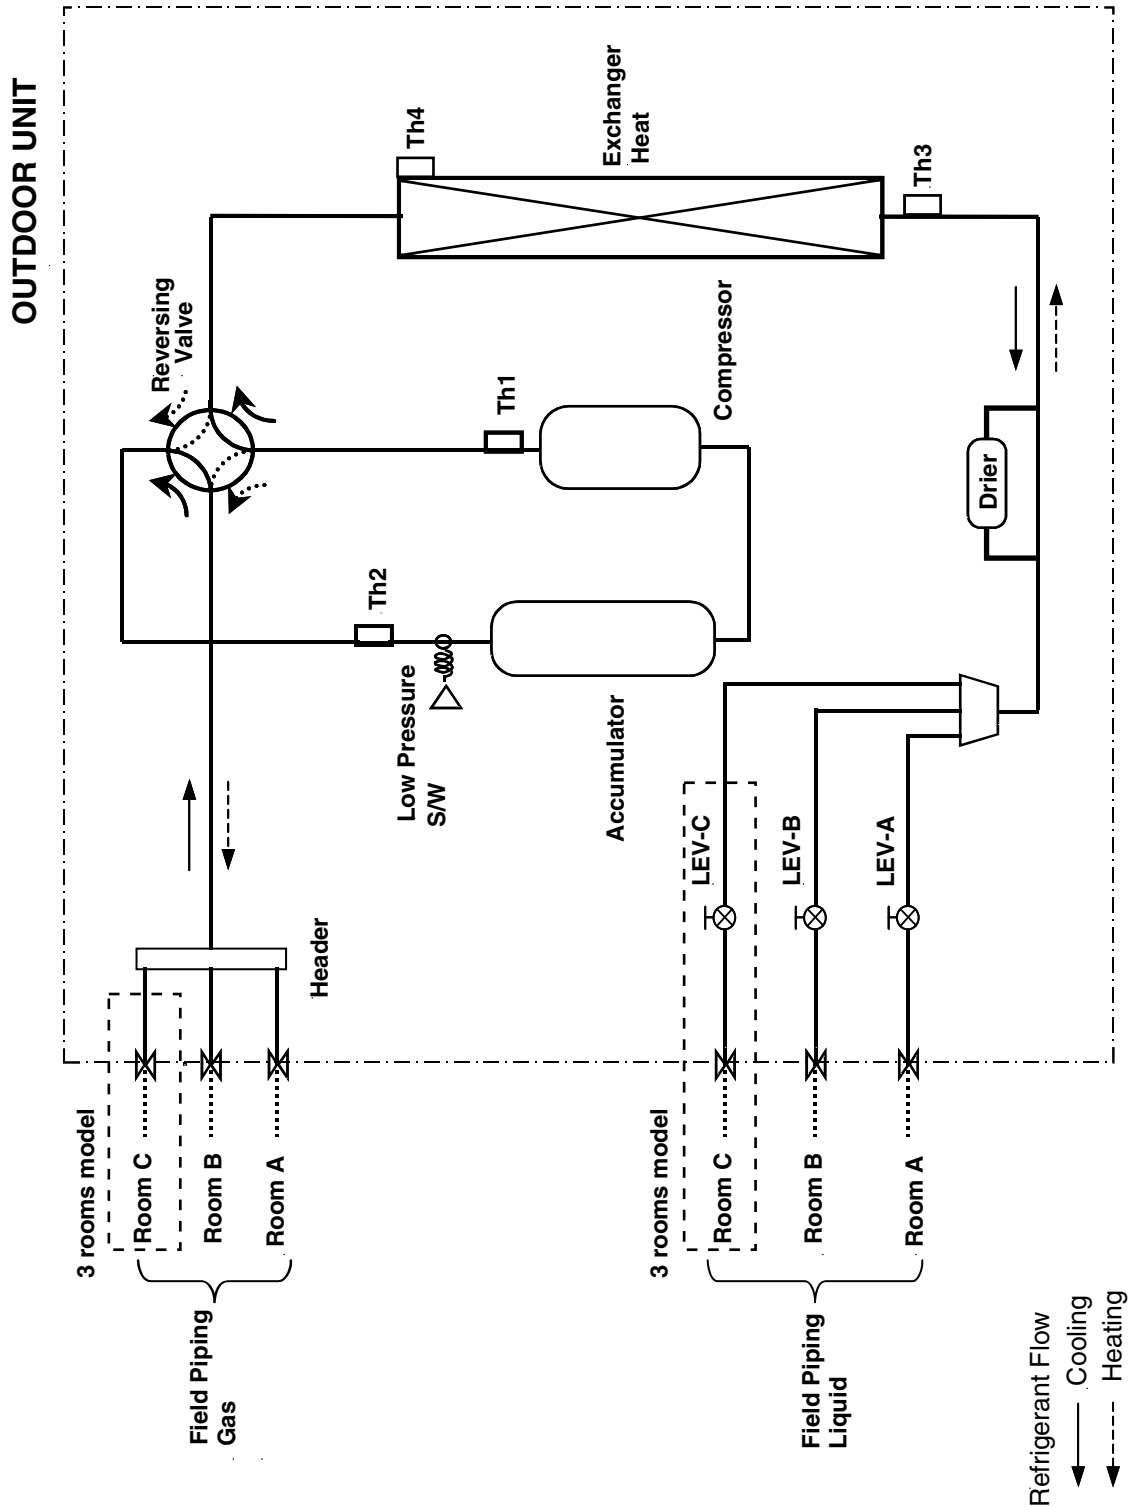 OUTDOOR UNIT
Th4
Exchanger
Heat
Th3
Reversing
Valve
Th1
Compressor
Drier
Th2
Low Pressure
S/W
Accumulator
LEV-C
LEV-B
LEV-A
Header
3 rooms model
Room C
Room B
Room A
Field Piping
Gas
3 rooms model
Room C
Room B
Room A
Field Piping
Liquid
Refrigerant Flow
Cooling
Heating